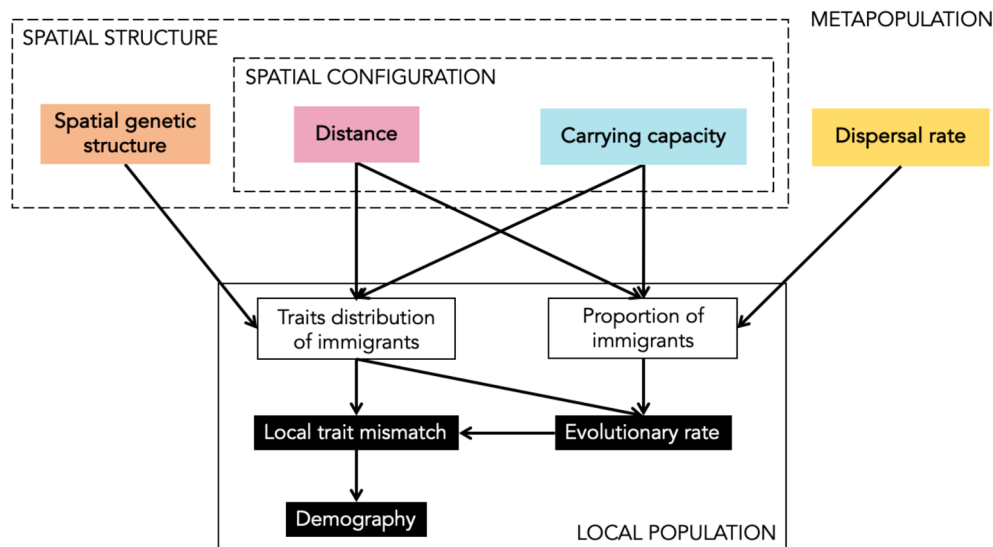 METAPOPULATION
SPATIAL STRUCTURE
SPATIAL CONFIGURATION
Spatial genetic
structure
Distance
Carrying capacity
Dispersal rate
Traits distribution
of immigrants
Proportion of
immigrants
Local trait mismatch
Evolutionary rate
Demography
LOCAL POPULATION